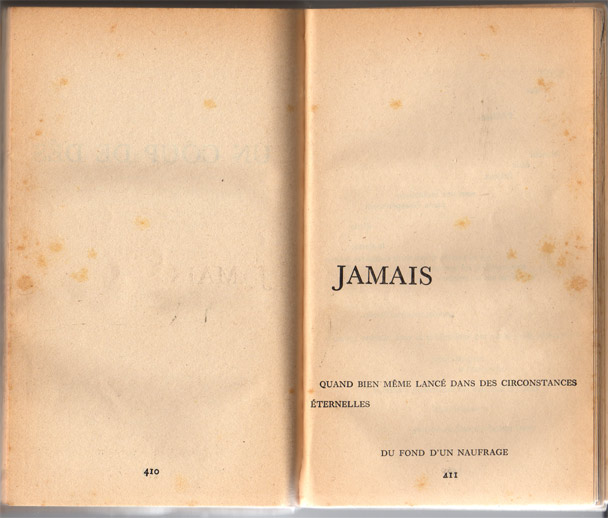 JAMAIS
QUAND BIEN MÊME LANCÉ DANS DES CIRCONSTANCES
ÉTERNELLES
DU FOND D'UN NAUFRAGE
410
411